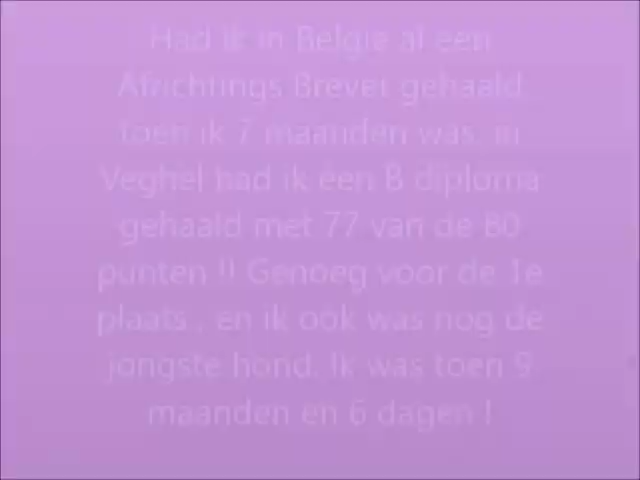 Had ik in Belgie al een
Africhtings Brevet gehaald
toen ik 7 maanden was, in
Veghel had ik een B diploma
gehaald met 77 van de 80
punten !! Genoeg voor de 1e
plaats , en ik ook was nog de
jongste hond. Ik was toen 9
maanden en 6 dagen !